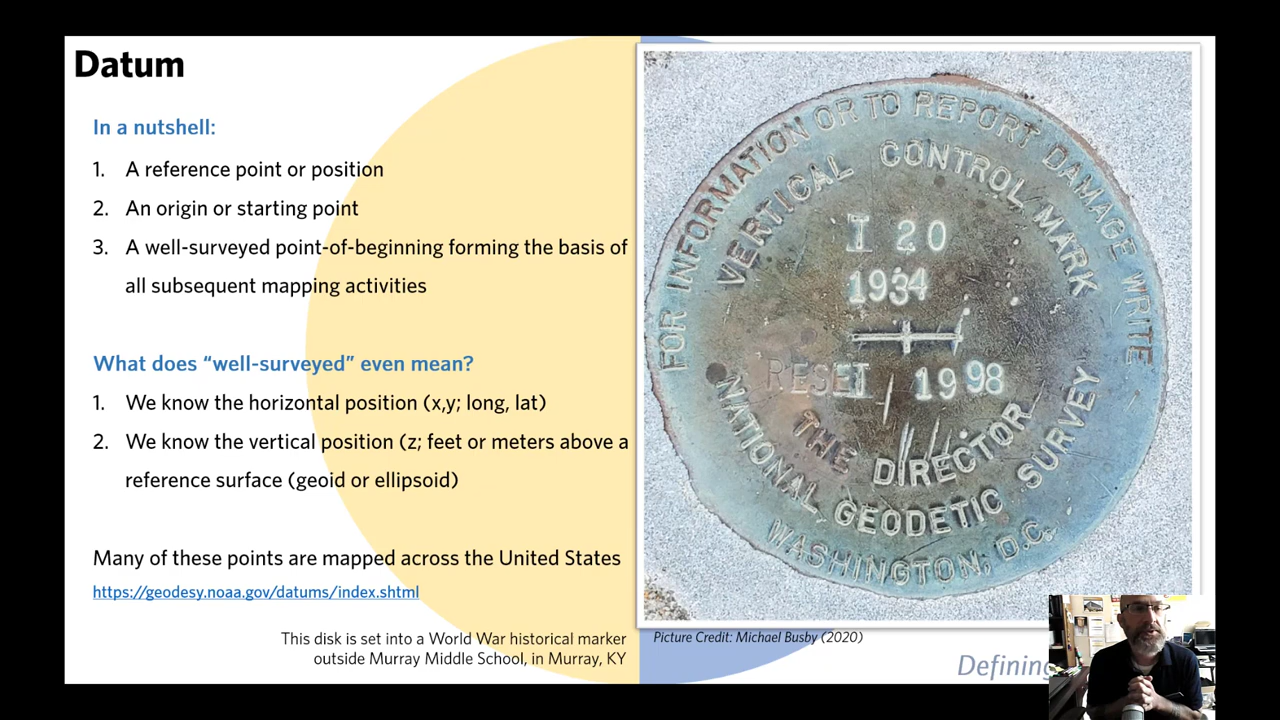 Datum
In a nutshell:
1. A reference point or position
2. An origin or starting point
3. A well-surveyed point-of-beginning forming the basis of
all subsequent mapping activities
What does “well-surveyed” even mean?
1. We know the horizontal position (x,y; long, lat)
2. We know the vertical position (z; feet or meters above a
reference surface (geoid or ellipsoid)
Many of these points are mapped across the United States
https://geodesy.noaa.gov/datums/index.shtml
This disk is set into a World War historical marker
outside Murray Middle School, in Murray, KY
FOR INFORMATION OR TO REPORT DAMAGE WRITE
VERTICAL CONTROL MARK
I 20
1934
RESET 1998
THE DIRECTOR
NATIONAL GEODETIC SURVEY
WASHINGTON, D.C.
Picture Credit: Michael Busby (2020)
Defining